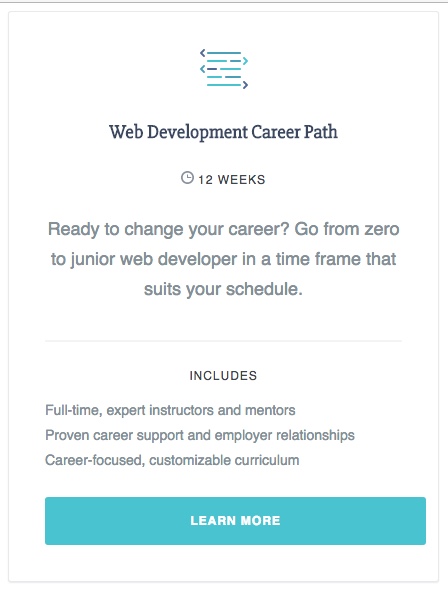 Web Development Career Path
12 WEEKS
Ready to change your career? Go from zero
to junior web developer in a time frame that
suits your schedule.
INCLUDES
Full-time, expert instructors and mentors
Proven career support and employer relationships
Career-focused, customizable curriculum
LEARN MORE